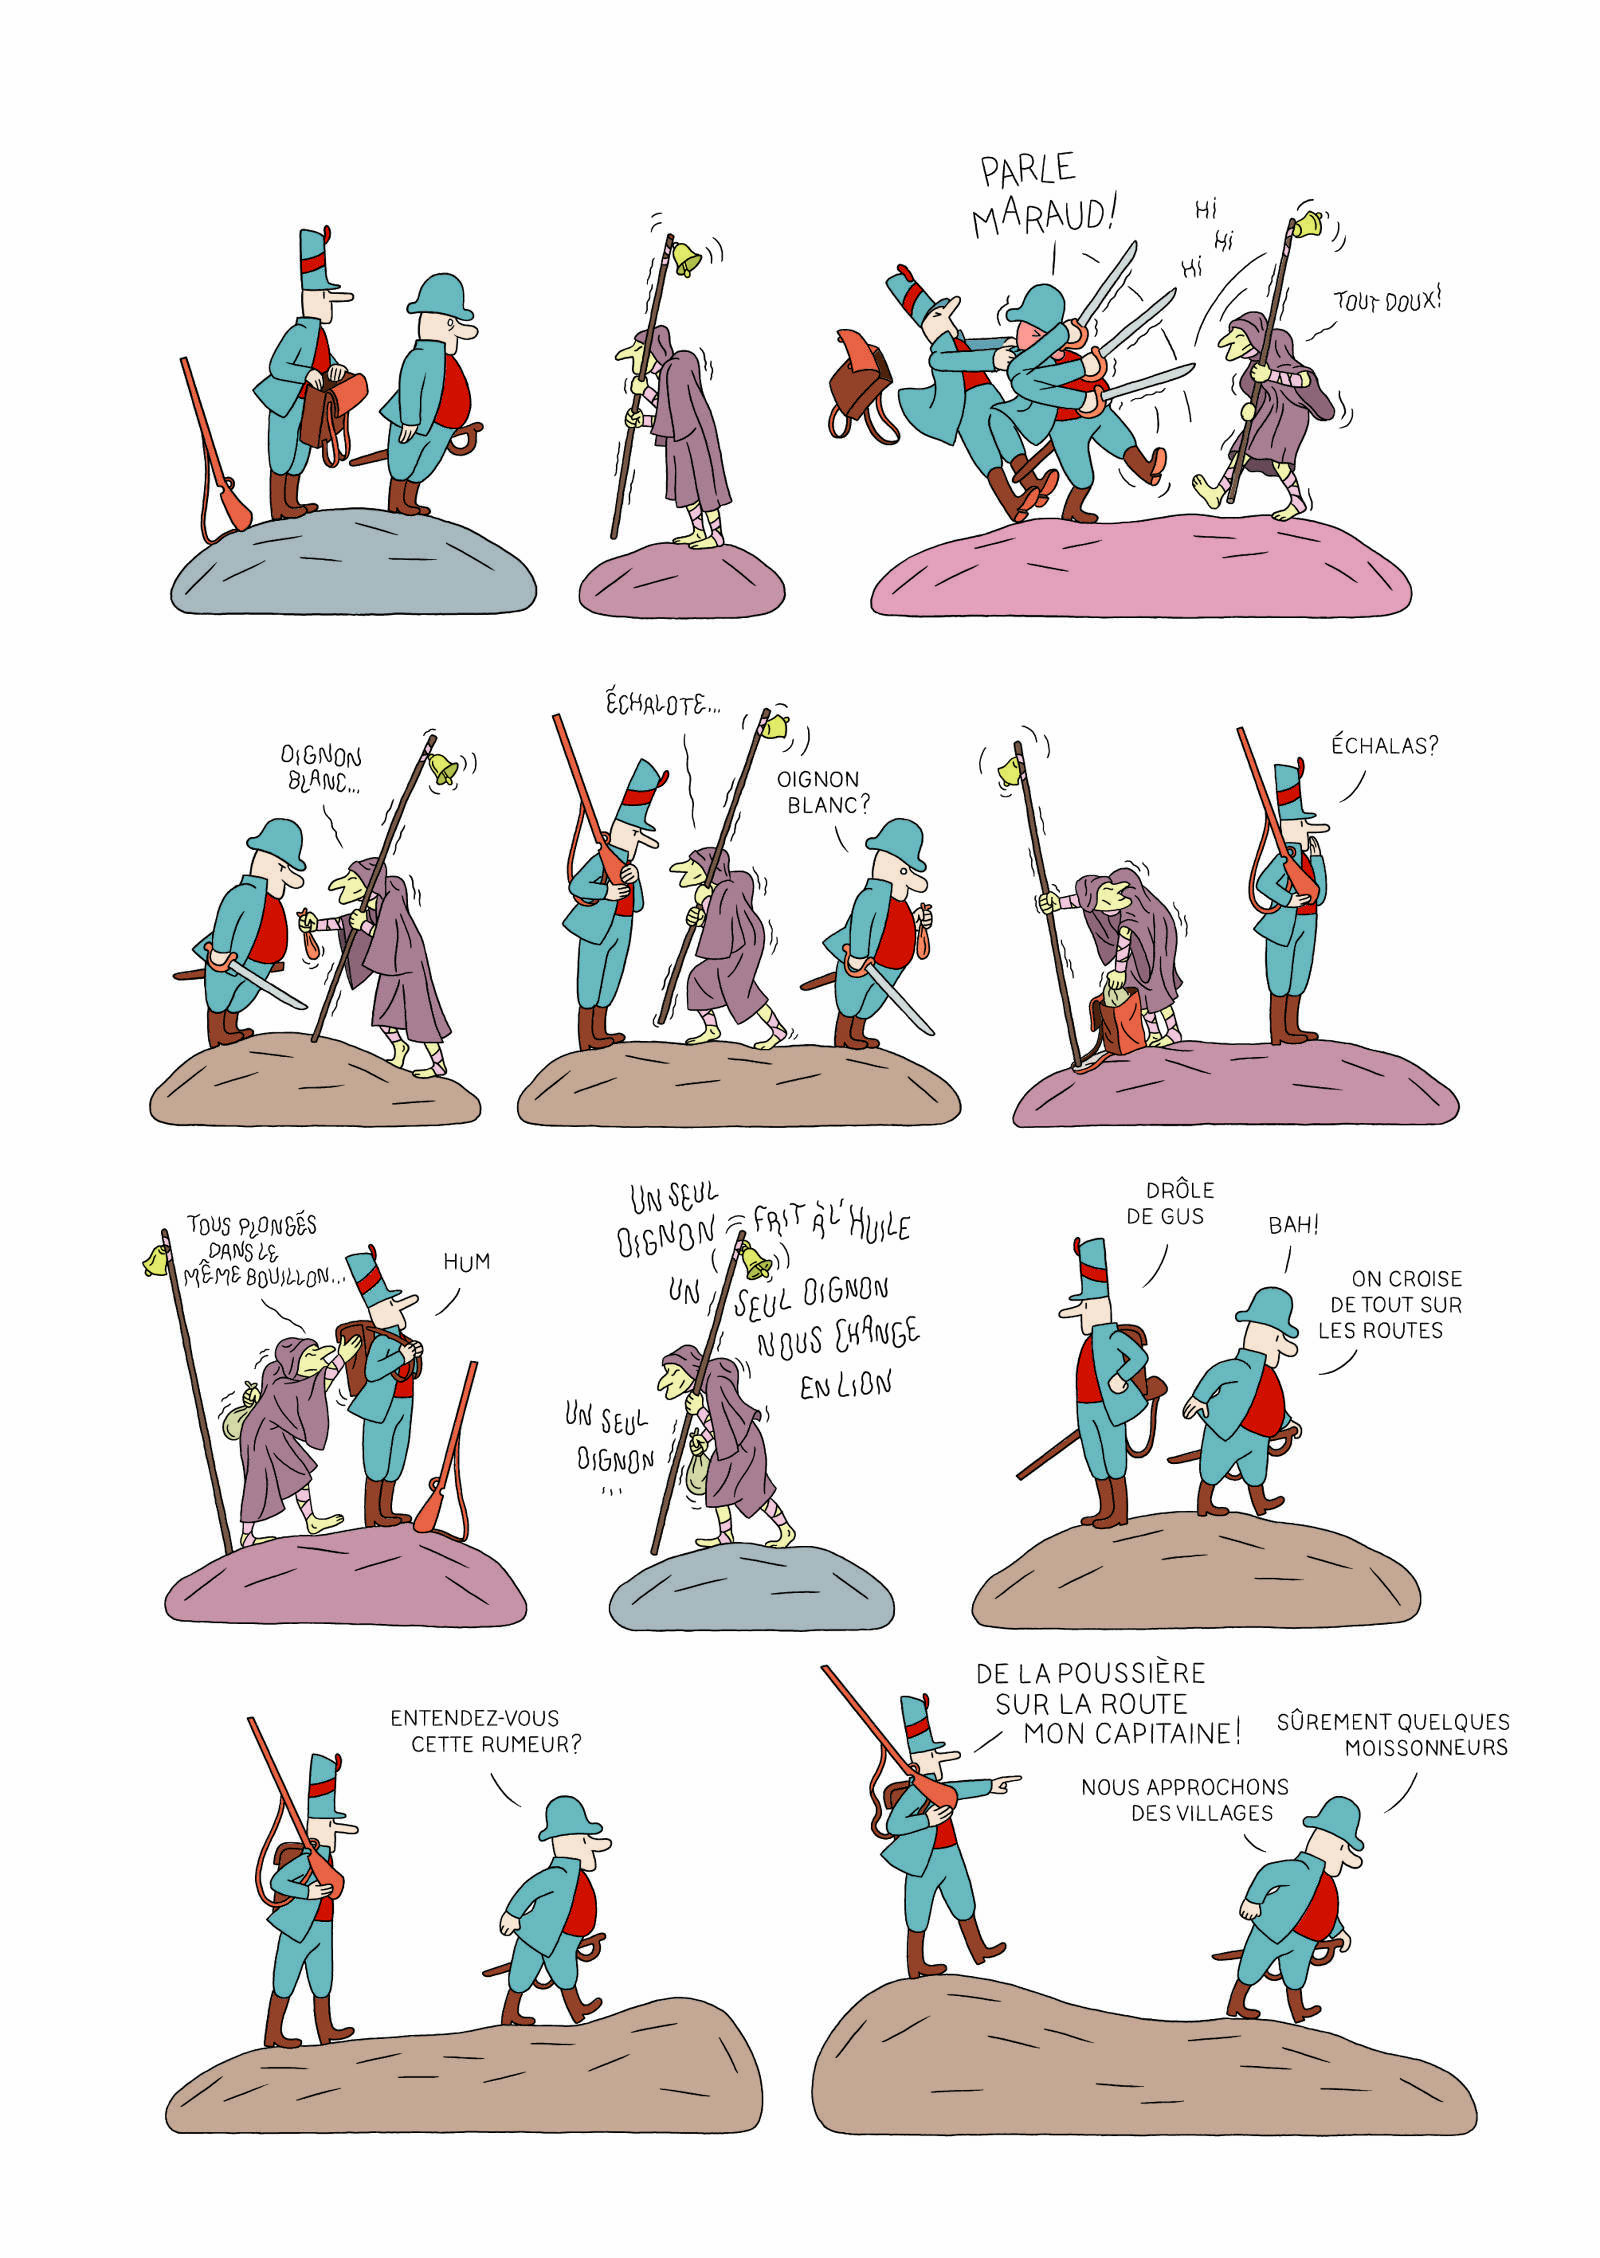 PARLE
MARAUD!
HI
HI
HI
TOUT DOUX!
OIGNON
BLANC...
ÉCHALOTE...
OIGNON
BLANC?
ÉCHALAS?
TOUS PLONGÉS
DANS LE
MÊME BOUILLON...
HUM
UN SEUL
OIGNON
FRIT À L'HUILE
UN SEUL OIGNON
NOUS CHANGE
EN LION
UN SEUL
OIGNON
...
DRÔLE
DE GUS
BAH!
ON CROISE
DE TOUT SUR
LES ROUTES
ENTENDEZ-VOUS
CETTE RUMEUR?
DE LA POUSSIÈRE
SUR LA ROUTE
MON CAPITAINE!
SÛREMENT QUELQUES
MOISSONNEURS
NOUS APPROCHONS
DES VILLAGES